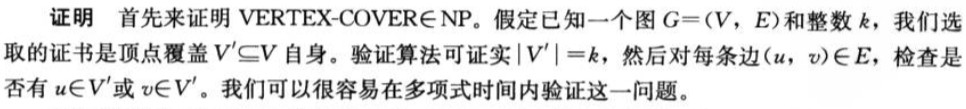 证明 首先来证明 VERTEX-COVER∈NP。假定已知一个图 G=(V, E)和整数 k，我们选
取的证书是顶点覆盖 V′⊆V 自身。验证算法可证实|V′|=k，然后对每条边(u, v)∈E，检查是
否有 u∈V′或 v∈V′。我们可以很容易在多项式时间内验证这一问题。